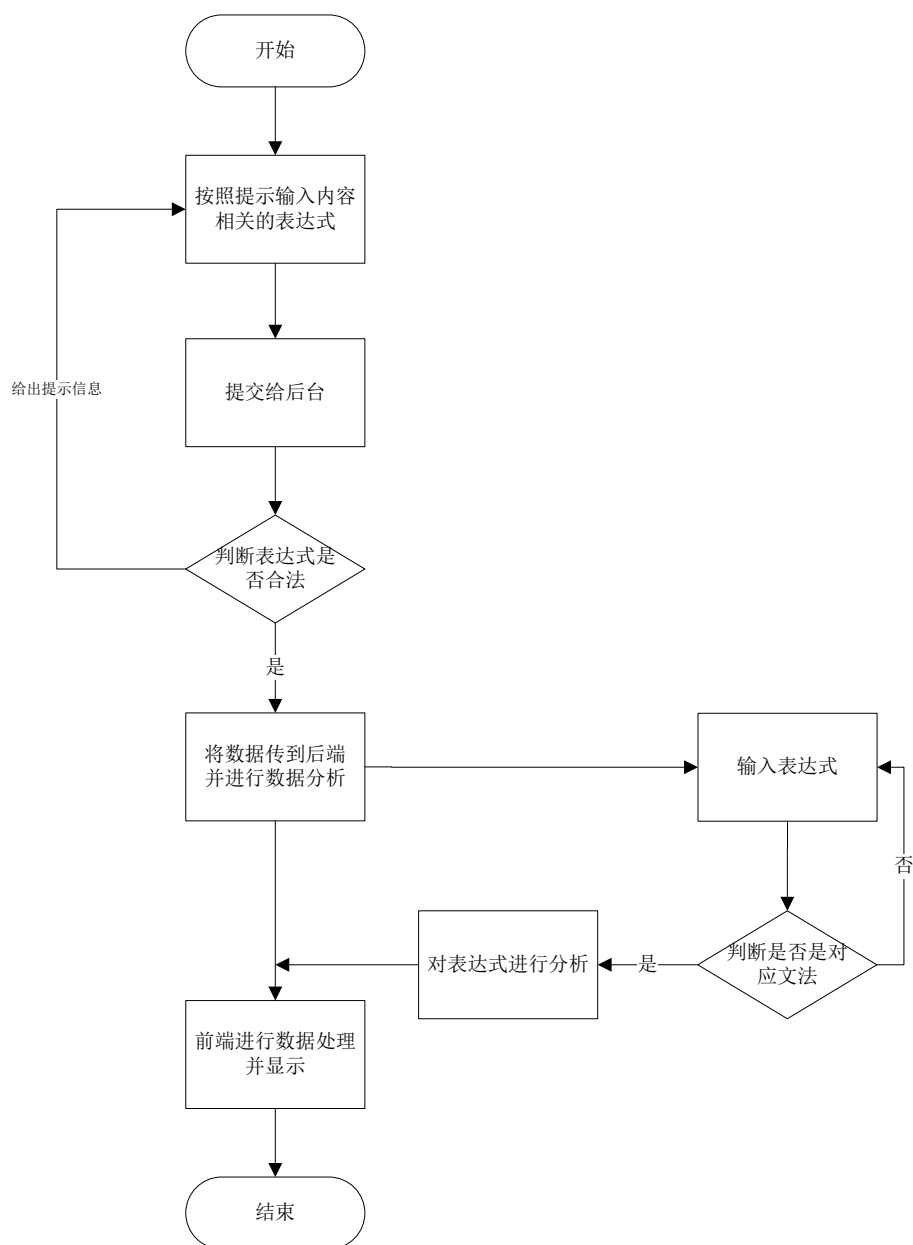 开始
按照提示输入内容
相关的表达式
给出提示信息
提交给后台
判断表达式是
否合法
是
将数据传到后端
并进行数据分析
输入表达式
否
对表达式进行分析
是
判断是否是对
应文法
前端进行数据处理
并显示
结束